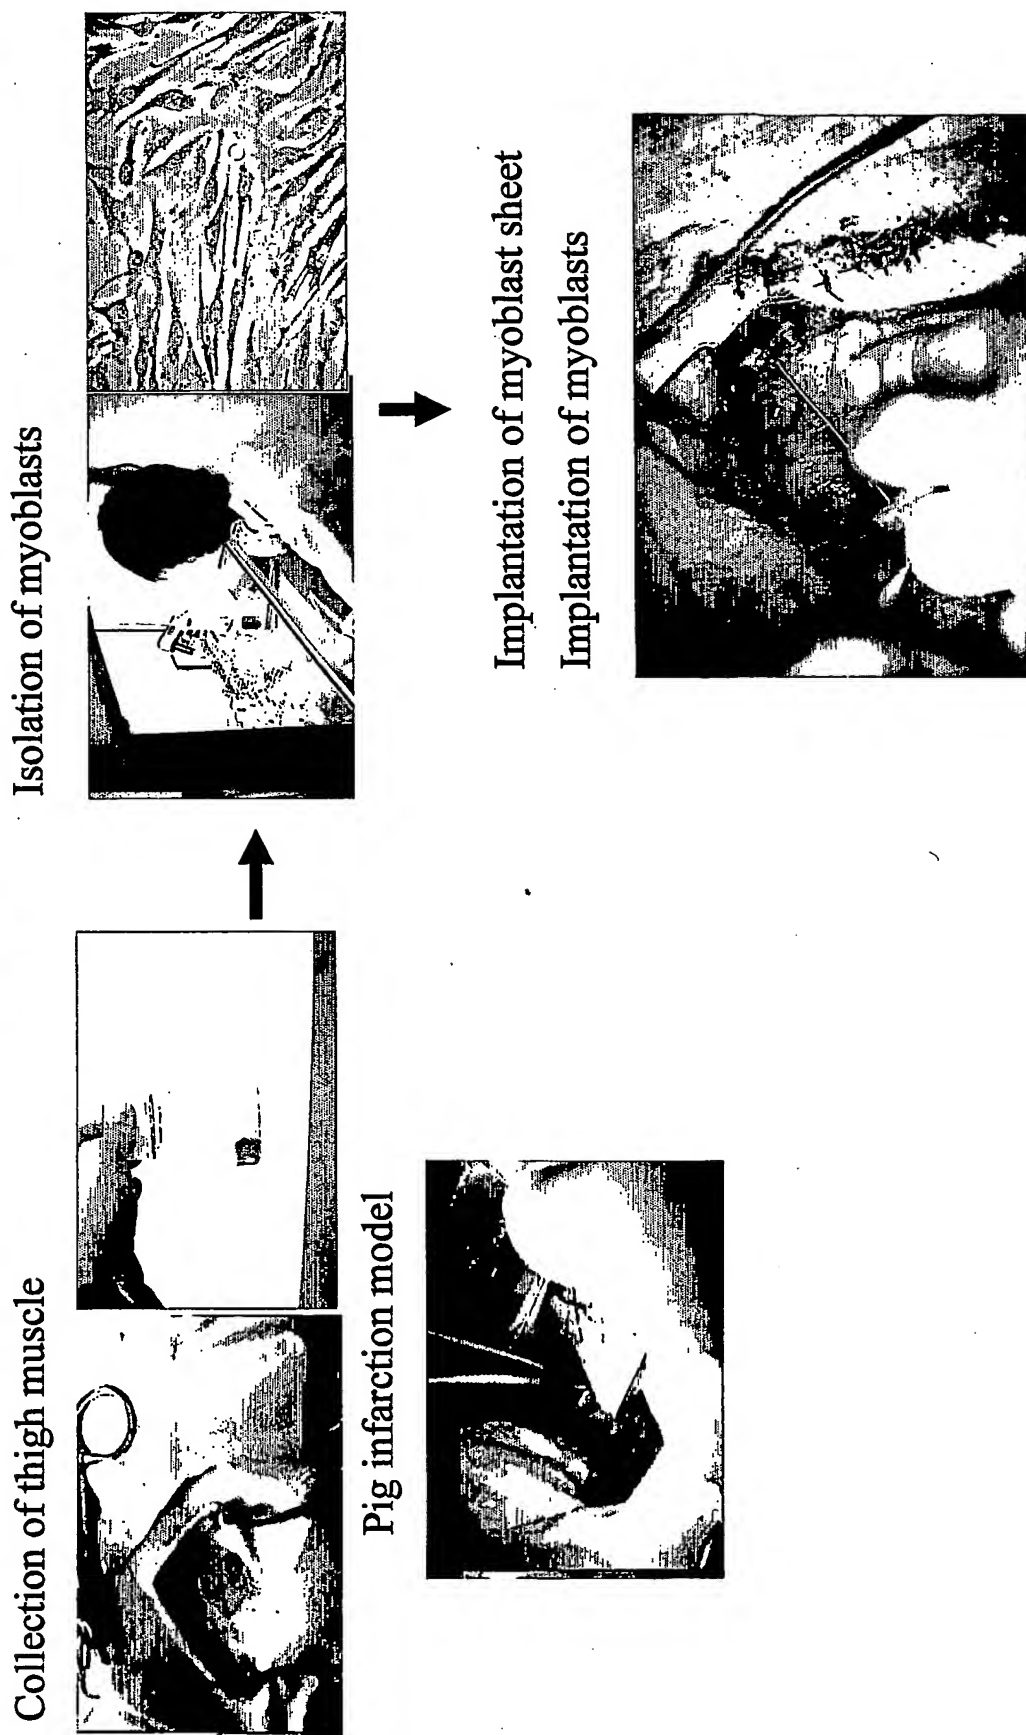 Collection of thigh muscle
Isolation of myoblasts
Pig infarction model
Implantation of myoblast sheet
Implantation of myoblasts